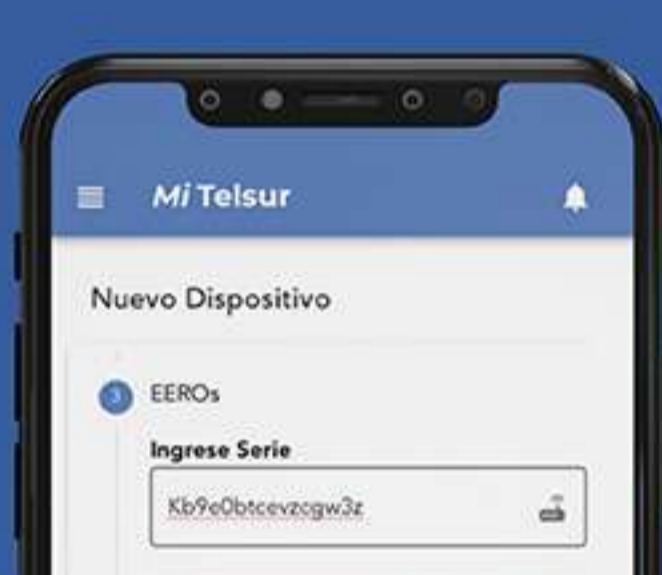 Mi Telsur
Nuevo Dispositivo
3 EEROs
Ingrese Serie
Kb9e0btcevzcgw3z